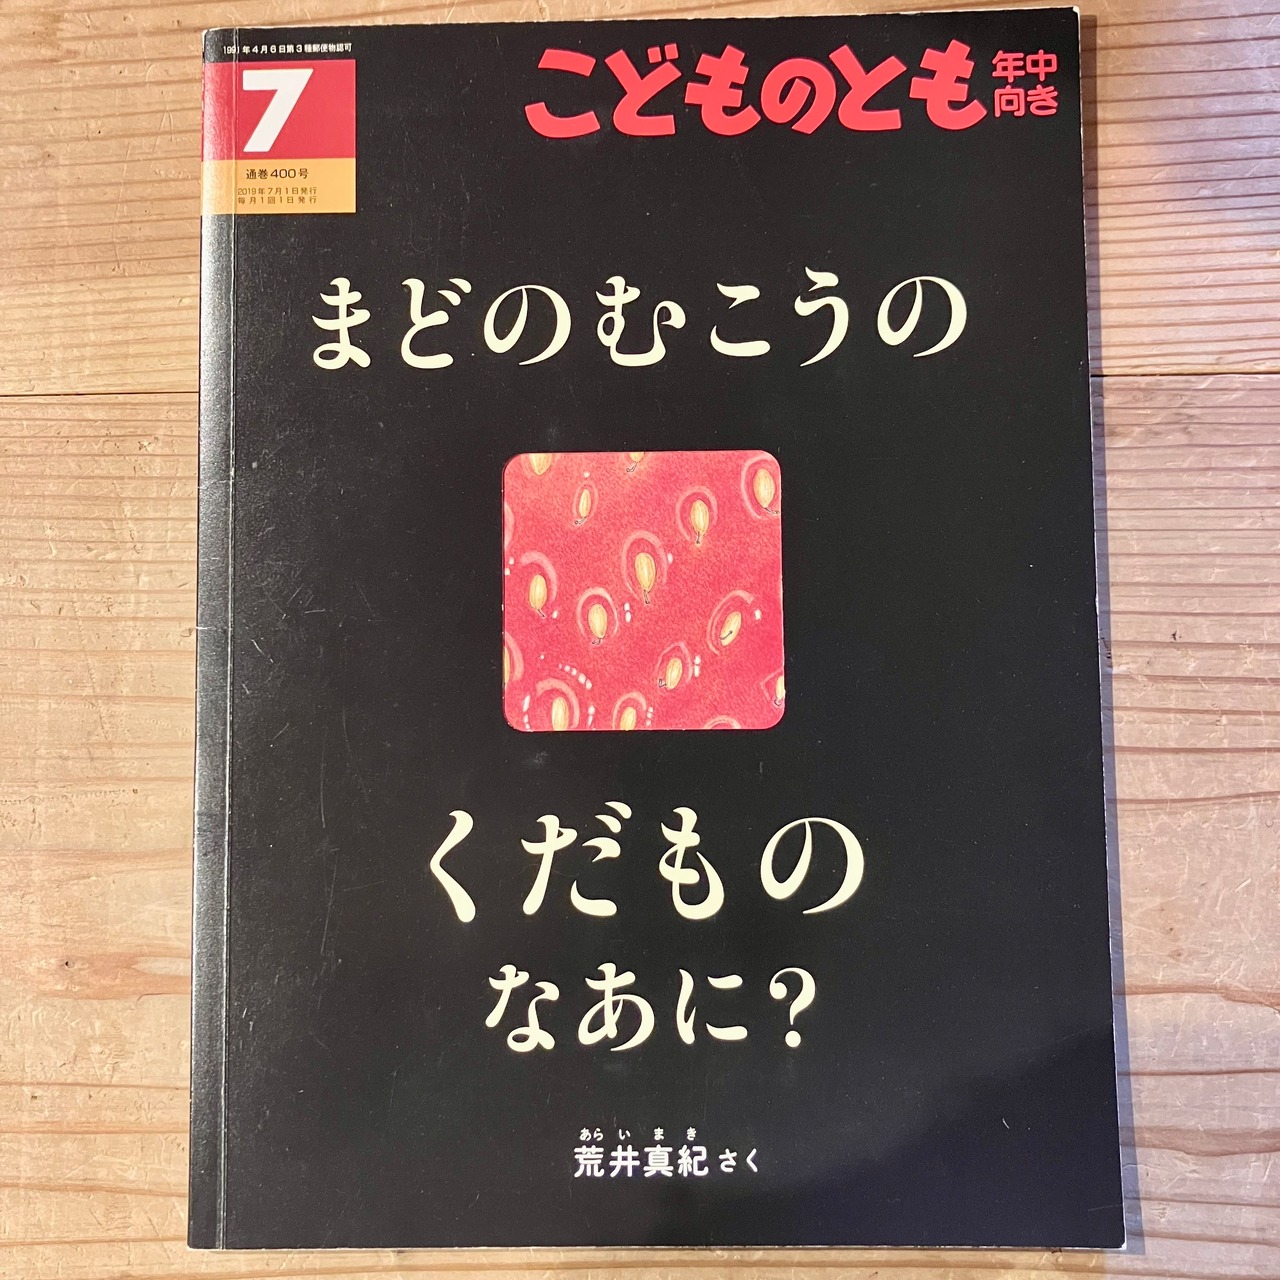 1991年4月6日第3種郵便物認可
7
通巻400号
2019年7月1日発行
毎月1回1日発行
こどものとも
年中
向き
まどのむこうの
くだもの
なあに?
あらいまき
荒井真紀 さく